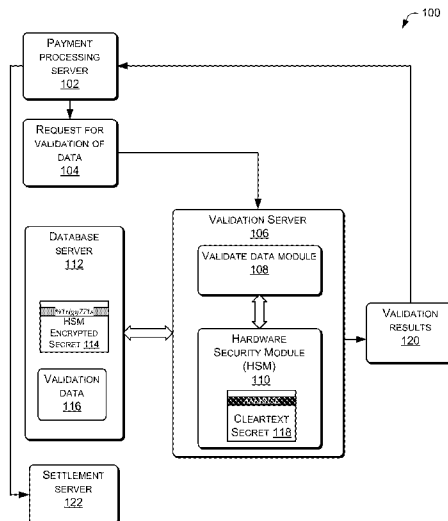 100
PAYMENT
PROCESSING
SERVER
102
REQUEST FOR
VALIDATION OF
DATA
104
VALIDATION SERVER
106
VALIDATE DATA MODULE
108
DATABASE
SERVER
112
HSM
ENCRYPTED
SECRET 114
VALIDATION
DATA
116
HARDWARE
SECURITY MODULE
(HSM)
110
CLEARTEXT
SECRET 118
VALIDATION
RESULTS
120
SETTLEMENT
SERVER
122